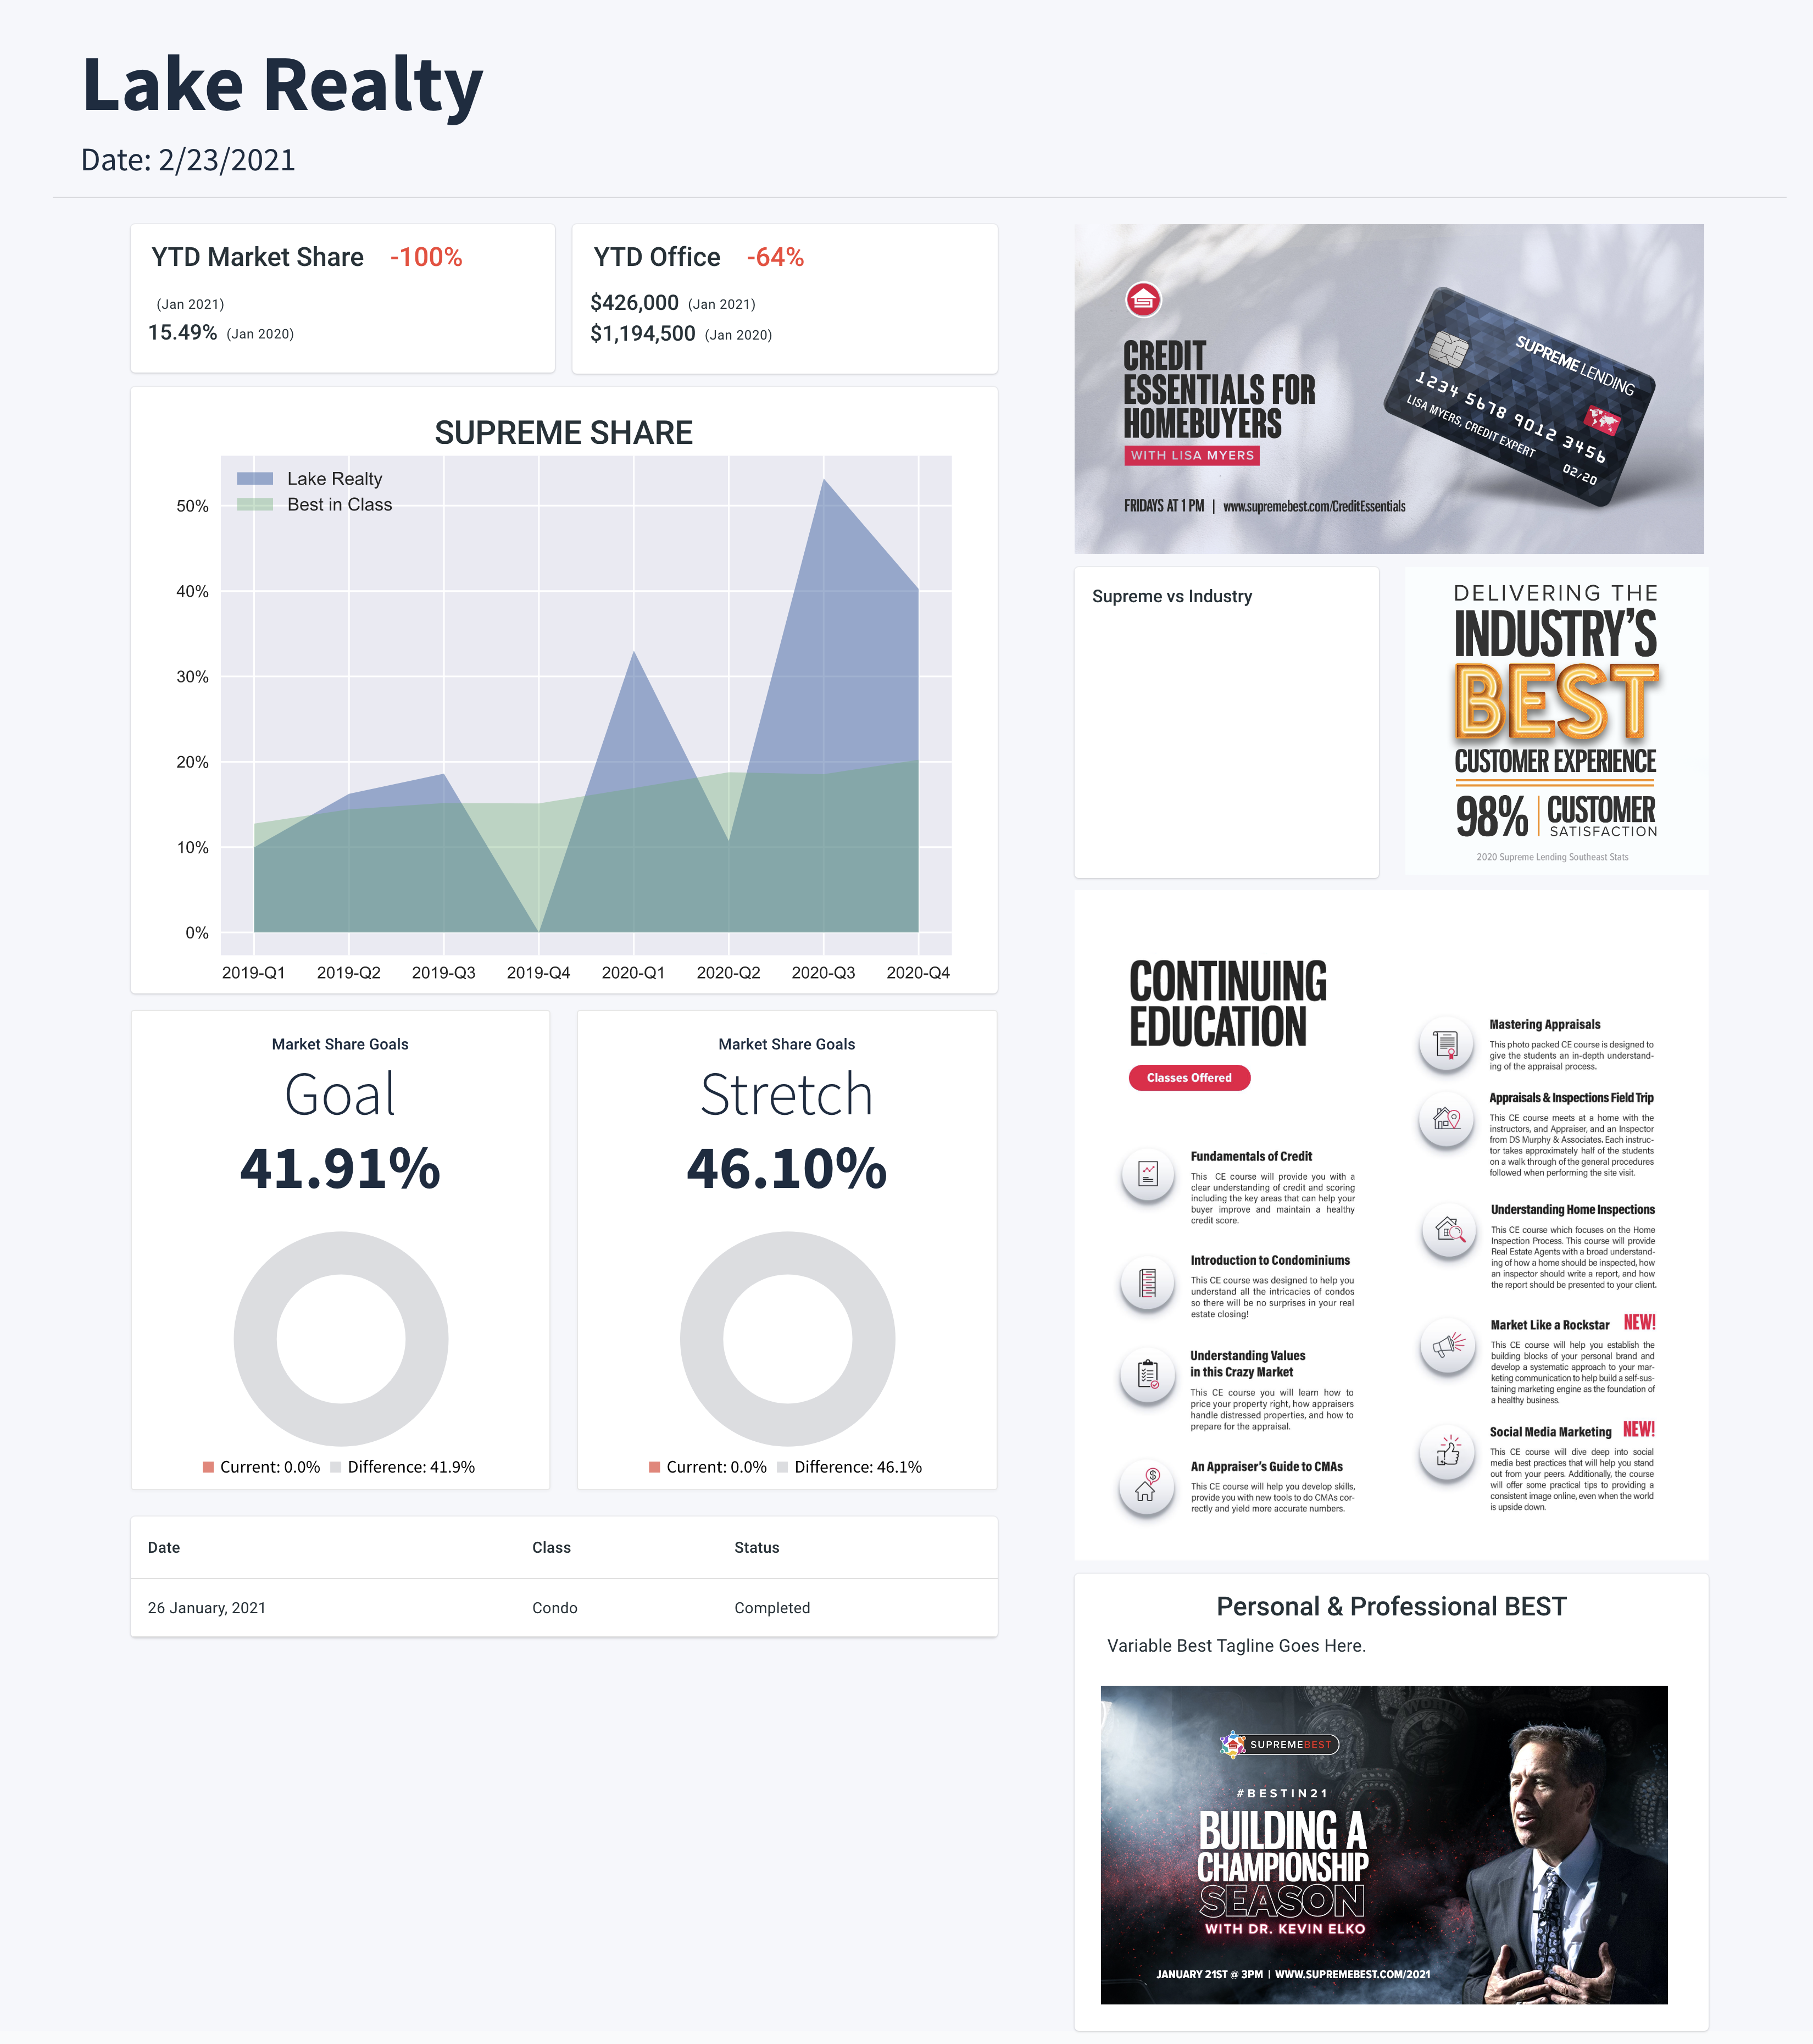 Lake Realty
Date: 2/23/2021
YTD Market Share -100%
(Jan 2021)
15.49% (Jan 2020)
YTD Office -64%
$426,000 (Jan 2021)
$1,194,500 (Jan 2020)
SUPREME SHARE
Lake Realty
Best in Class
50%
40%
30%
20%
10%
0%
2019-Q1 2019-Q2 2019-Q3 2019-Q4 2020-Q1 2020-Q2 2020-Q3 2020-Q4
Market Share Goals
Goal
41.91%
Current: 0.0% Difference: 41.9%
Market Share Goals
Stretch
46.10%
Current: 0.0% Difference: 46.1%
Date Class Status
26 January, 2021 Condo Completed
CREDIT
ESSENTIALS FOR
HOMEBUYERS
WITH LISA MYERS
FRIDAYS AT 1 PM | www.supremebest.com/CreditEssentials
SUPREME LENDING
1234 5678 9012 3456
LISA MYERS, CREDIT EXPERT
02/20
Supreme vs Industry
DELIVERING THE
INDUSTRY'S
BEST
CUSTOMER EXPERIENCE
98% CUSTOMER
SATISFACTION
2020 Supreme Lending Southeast Stats
CONTINUING
EDUCATION
Classes Offered
Fundamentals of Credit
This CE course will provide you with a
clear understanding of credit and scoring
including the key areas that can help your
buyer improve and maintain a healthy
credit score.
Introduction to Condominiums
This CE course was designed to help you
understand all the intricacies of condos
so there will be no surprises in your real
estate closing!
Understanding Values
in this Crazy Market
This CE course you will learn how to
price your property right, how appraisers
handle distressed properties, and how to
prepare for the appraisal.
An Appraiser's Guide to CMAs
This CE course will help you develop skills,
provide you with new tools to do CMAs cor-
rectly and yield more accurate numbers.
Mastering Appraisals
This photo packed CE course is designed to
give the students an in-depth understand-
ing of the appraisal process.
Appraisals & Inspections Field Trip
This CE course meets at a home with the
instructors, and Appraiser, and an Inspector
from DS Murphy & Associates. Each instruc-
tor takes approximately half of the students
on a walk through of the general procedures
followed when performing the site visit.
Understanding Home Inspections
This CE course which focuses on the Home
Inspection Process. This course will provide
Real Estate Agents with a broad understand-
ing of how a home should be inspected, how
an inspector should write a report, and how
the report should be presented to your client.
Market Like a Rockstar NEW!
This CE course will help you establish the
building blocks of your personal brand and
develop a systematic approach to your mar-
keting communication to help build a self-sus-
taining marketing engine as the foundation of
a healthy business.
Social Media Marketing NEW!
This CE course will dive deep into social
media best practices that will help you stand
out from your peers. Additionally, the course
will offer some practical tips to providing a
consistent image online, even when the world
is upside down.
Personal & Professional BEST
Variable Best Tagline Goes Here.
SUPREMEBEST
#BESTIN21
BUILDING A
CHAMPIONSHIP
SEASON
WITH DR. KEVIN ELKO
JANUARY 21ST @ 3PM | WWW.SUPREMEBEST.COM/2021